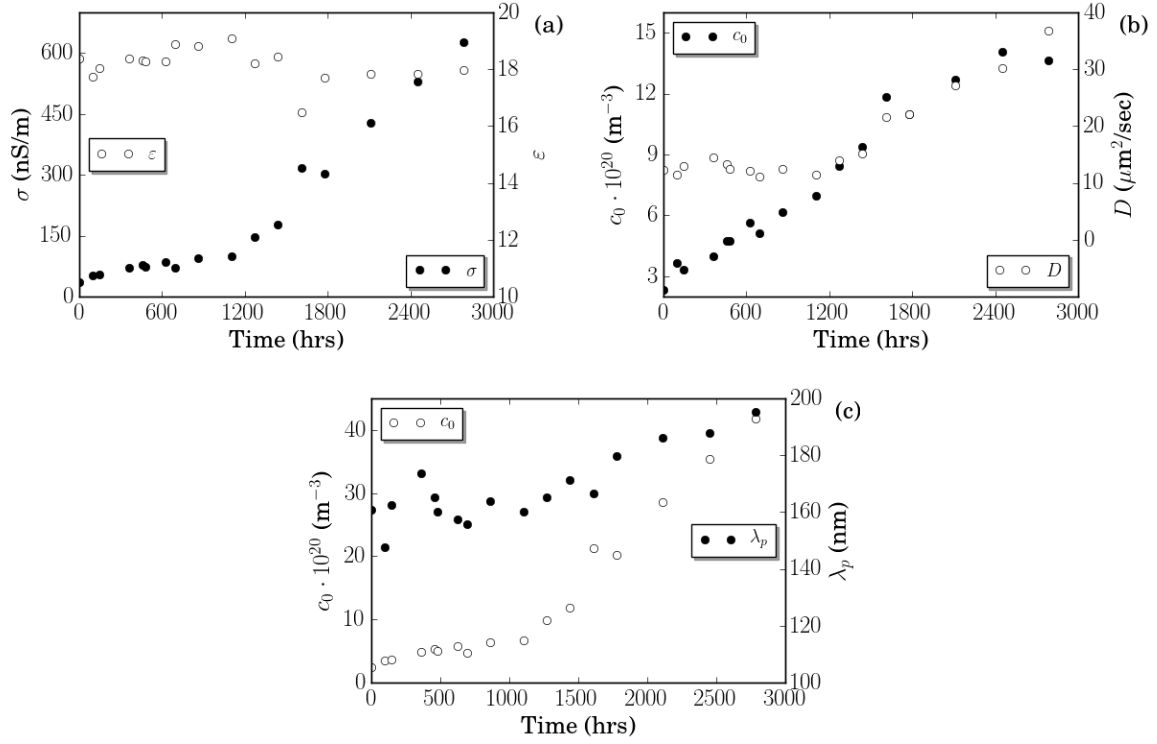 (a)
20
18
16
14
12
10
600
450
300
150
0
σ (nS/m)
ε
ε
σ
0 600 1200 1800 2400 3000
Time (hrs)
(b)
40
30
20
10
0
15
12
9
6
3
c₀ · 10²⁰ (m⁻³)
D (µm²/sec)
c₀
D
0 600 1200 1800 2400 3000
Time (hrs)
(c)
200
180
160
140
120
100
40
30
20
10
0
c₀ · 10²⁰ (m⁻³)
λₚ (nm)
c₀
λₚ
0 500 1000 1500 2000 2500 3000
Time (hrs)